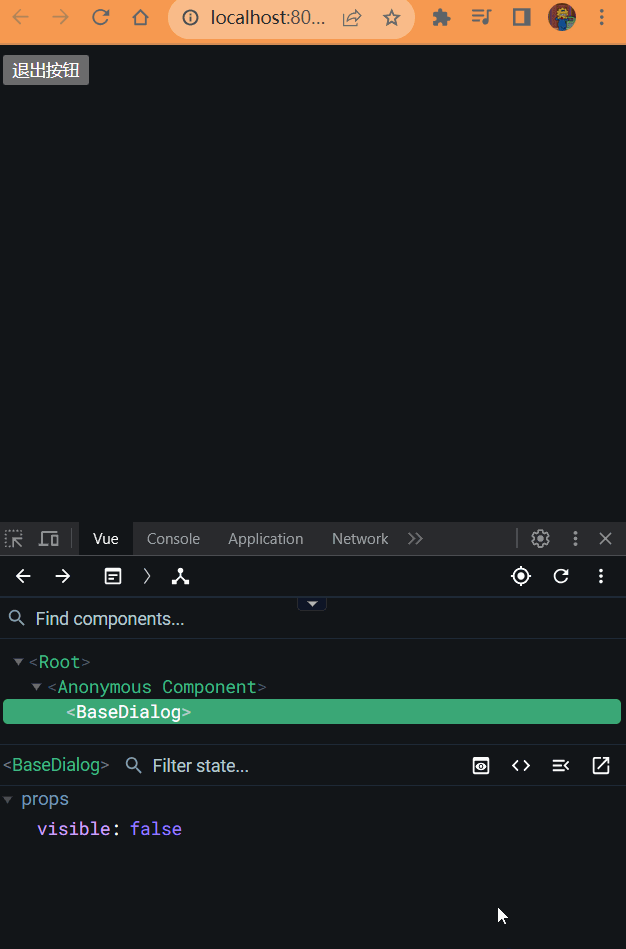 localhost:80...
退出按钮
Vue Console Application Network
Find components...
<Root>
<Anonymous Component>
<BaseDialog>
<BaseDialog> Filter state...
props
visible: false